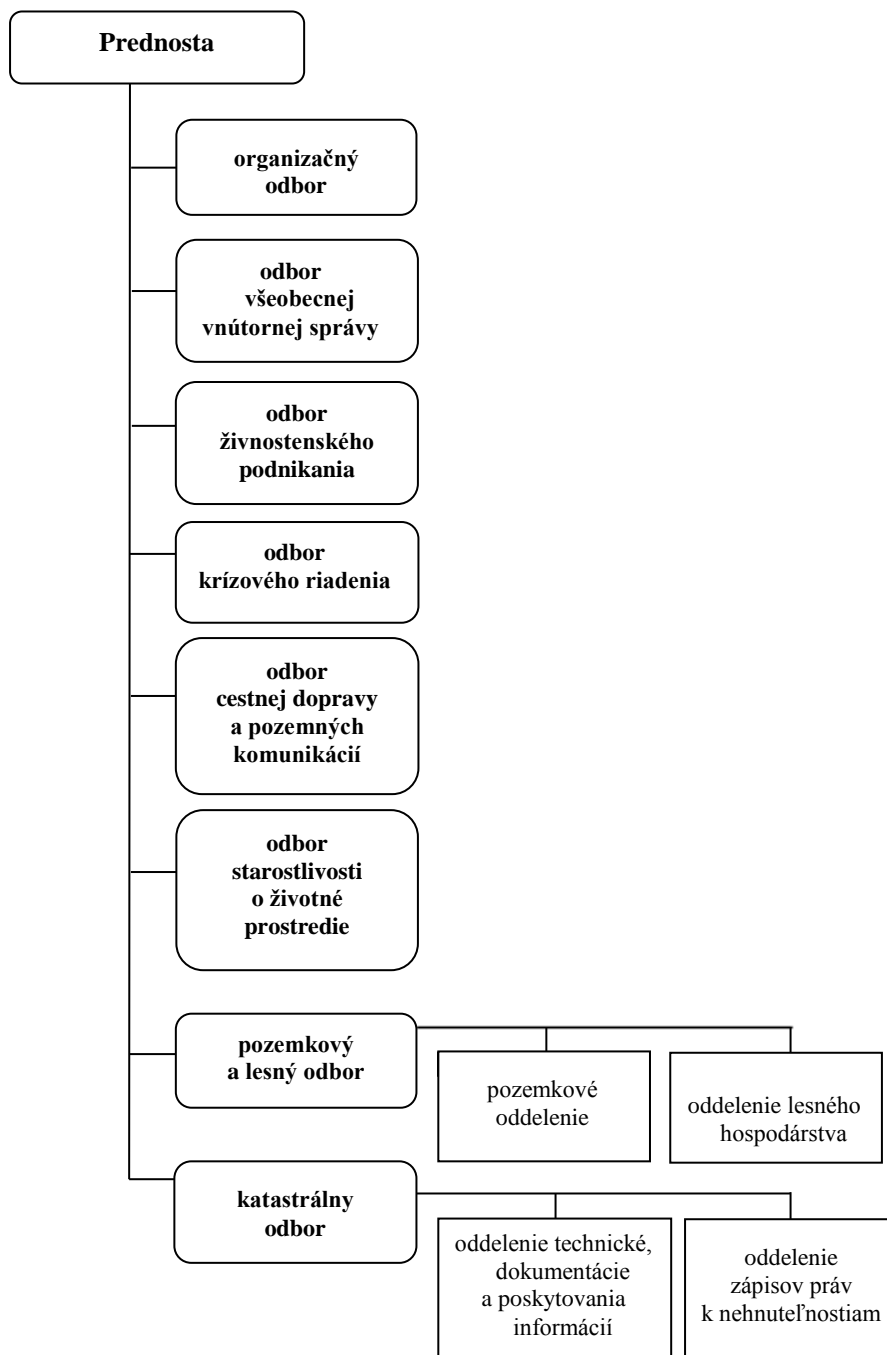 Prednosta
organizačný
odbor
odbor
všeobecnej
vnútornej správy
odbor
živnostenského
podnikania
odbor
krízového riadenia
odbor
cestnej dopravy
a pozemných
komunikácií
odbor
starostlivosti
o životné
prostredie
pozemkový
a lesný odbor
pozemkové
oddelenie
oddelenie lesného
hospodárstva
katastrálny
odbor
oddelenie technické,
dokumentácie
a poskytovania
informácií
oddelenie
zápisov práv
k nehnuteľnostiam